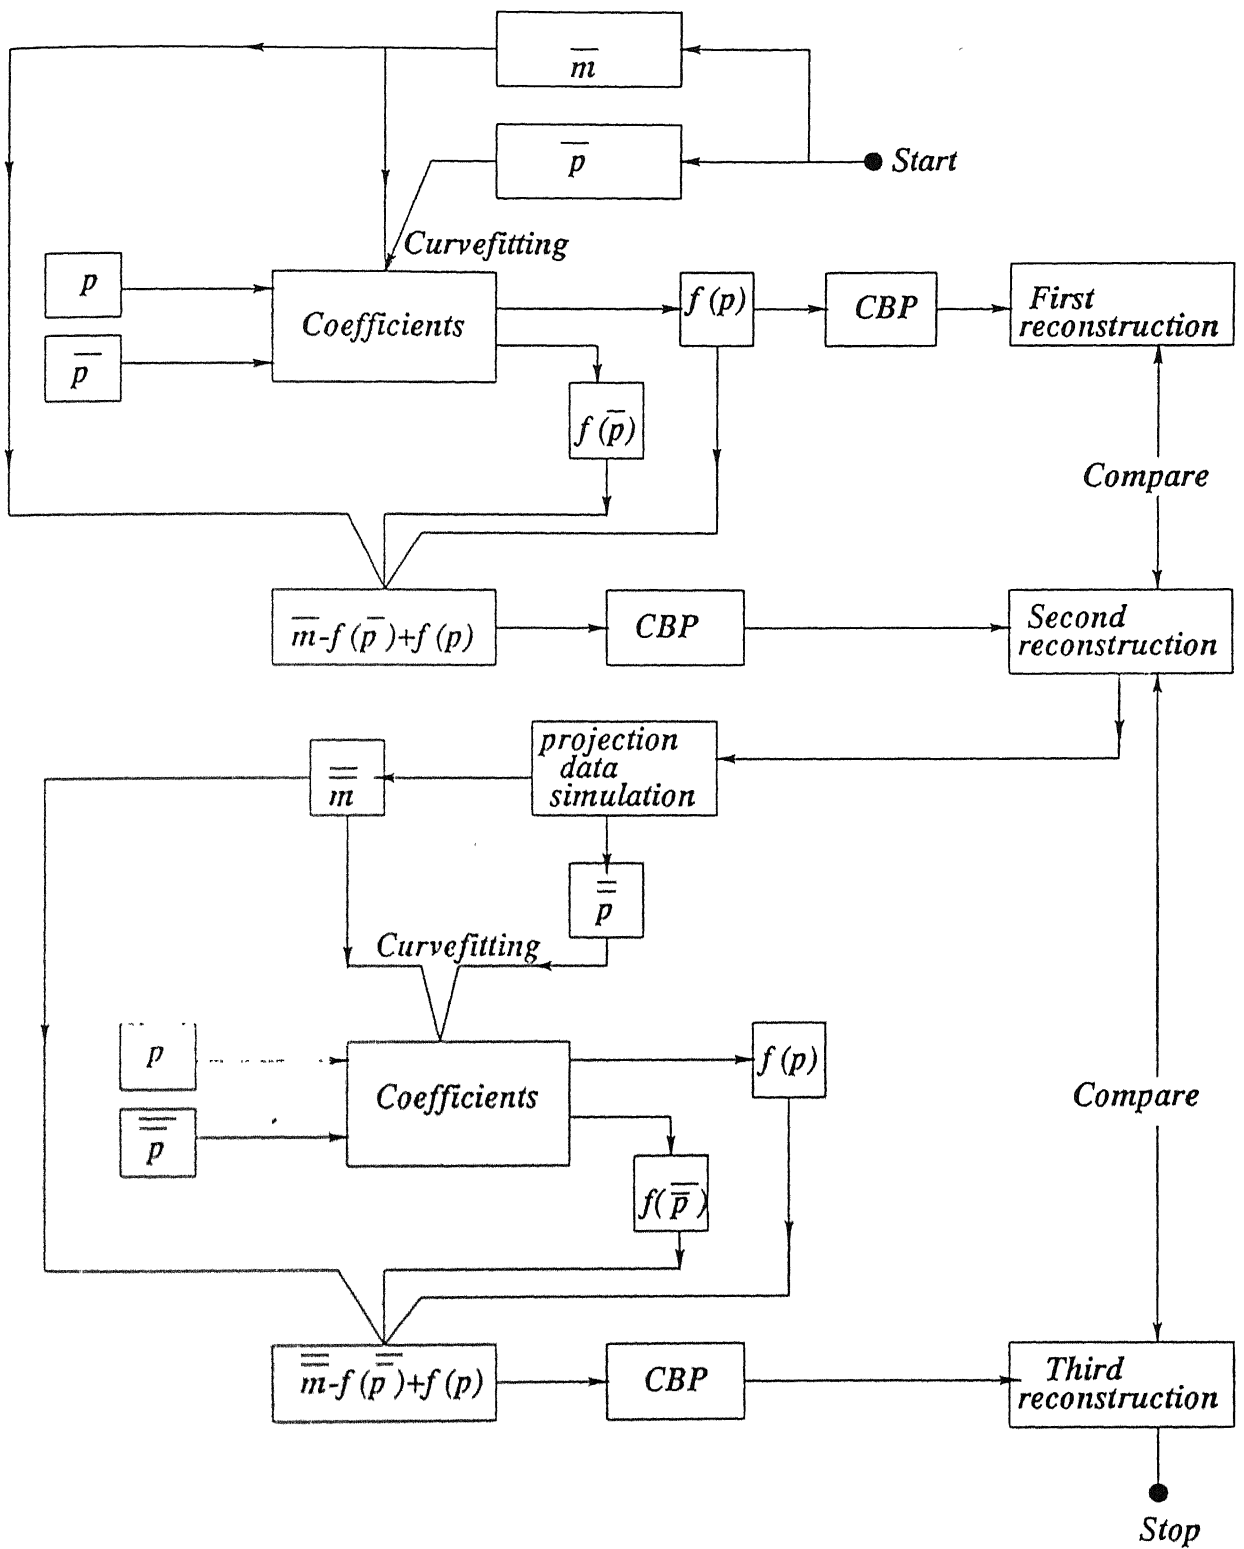 m̅
p̅
Start
Curvefitting
p
Coefficients
f(p)
CBP
First
reconstruction
p̅
f(p̅)
Compare
m̅-f(p̅)+f(p)
CBP
Second
reconstruction
projection
data
simulation
m̿
p̿
Curvefitting
p
Coefficients
f(p)
p̿
Compare
f(p̿)
m̿-f(p̿)+f(p)
CBP
Third
reconstruction
Stop